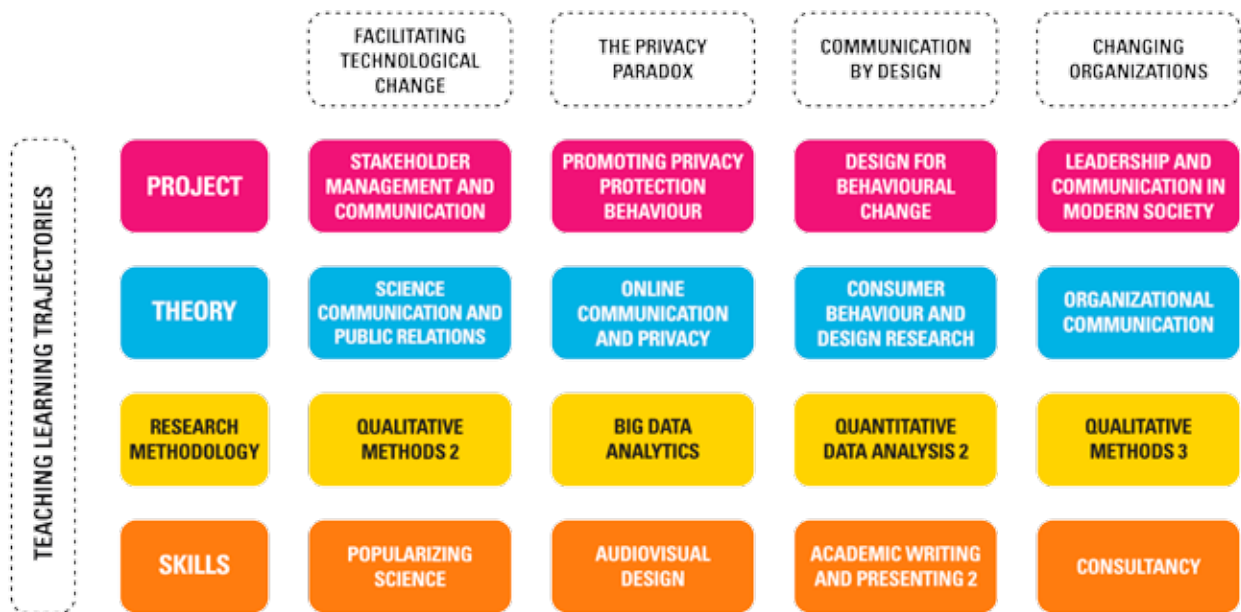 FACILITATING
TECHNOLOGICAL
CHANGE
THE PRIVACY
PARADOX
COMMUNICATION
BY DESIGN
CHANGING
ORGANIZATIONS
TEACHING LEARNING TRAJECTORIES
PROJECT
STAKEHOLDER
MANAGEMENT AND
COMMUNICATION
PROMOTING PRIVACY
PROTECTION
BEHAVIOUR
DESIGN FOR
BEHAVIOURAL
CHANGE
LEADERSHIP AND
COMMUNICATION IN
MODERN SOCIETY
THEORY
SCIENCE
COMMUNICATION AND
PUBLIC RELATIONS
ONLINE
COMMUNICATION
AND PRIVACY
CONSUMER
BEHAVIOUR AND
DESIGN RESEARCH
ORGANIZATIONAL
COMMUNICATION
RESEARCH
METHODOLOGY
QUALITATIVE
METHODS 2
BIG DATA
ANALYTICS
QUANTITATIVE
DATA ANALYSIS 2
QUALITATIVE
METHODS 3
SKILLS
POPULARIZING
SCIENCE
AUDIOVISUAL
DESIGN
ACADEMIC WRITING
AND PRESENTING 2
CONSULTANCY